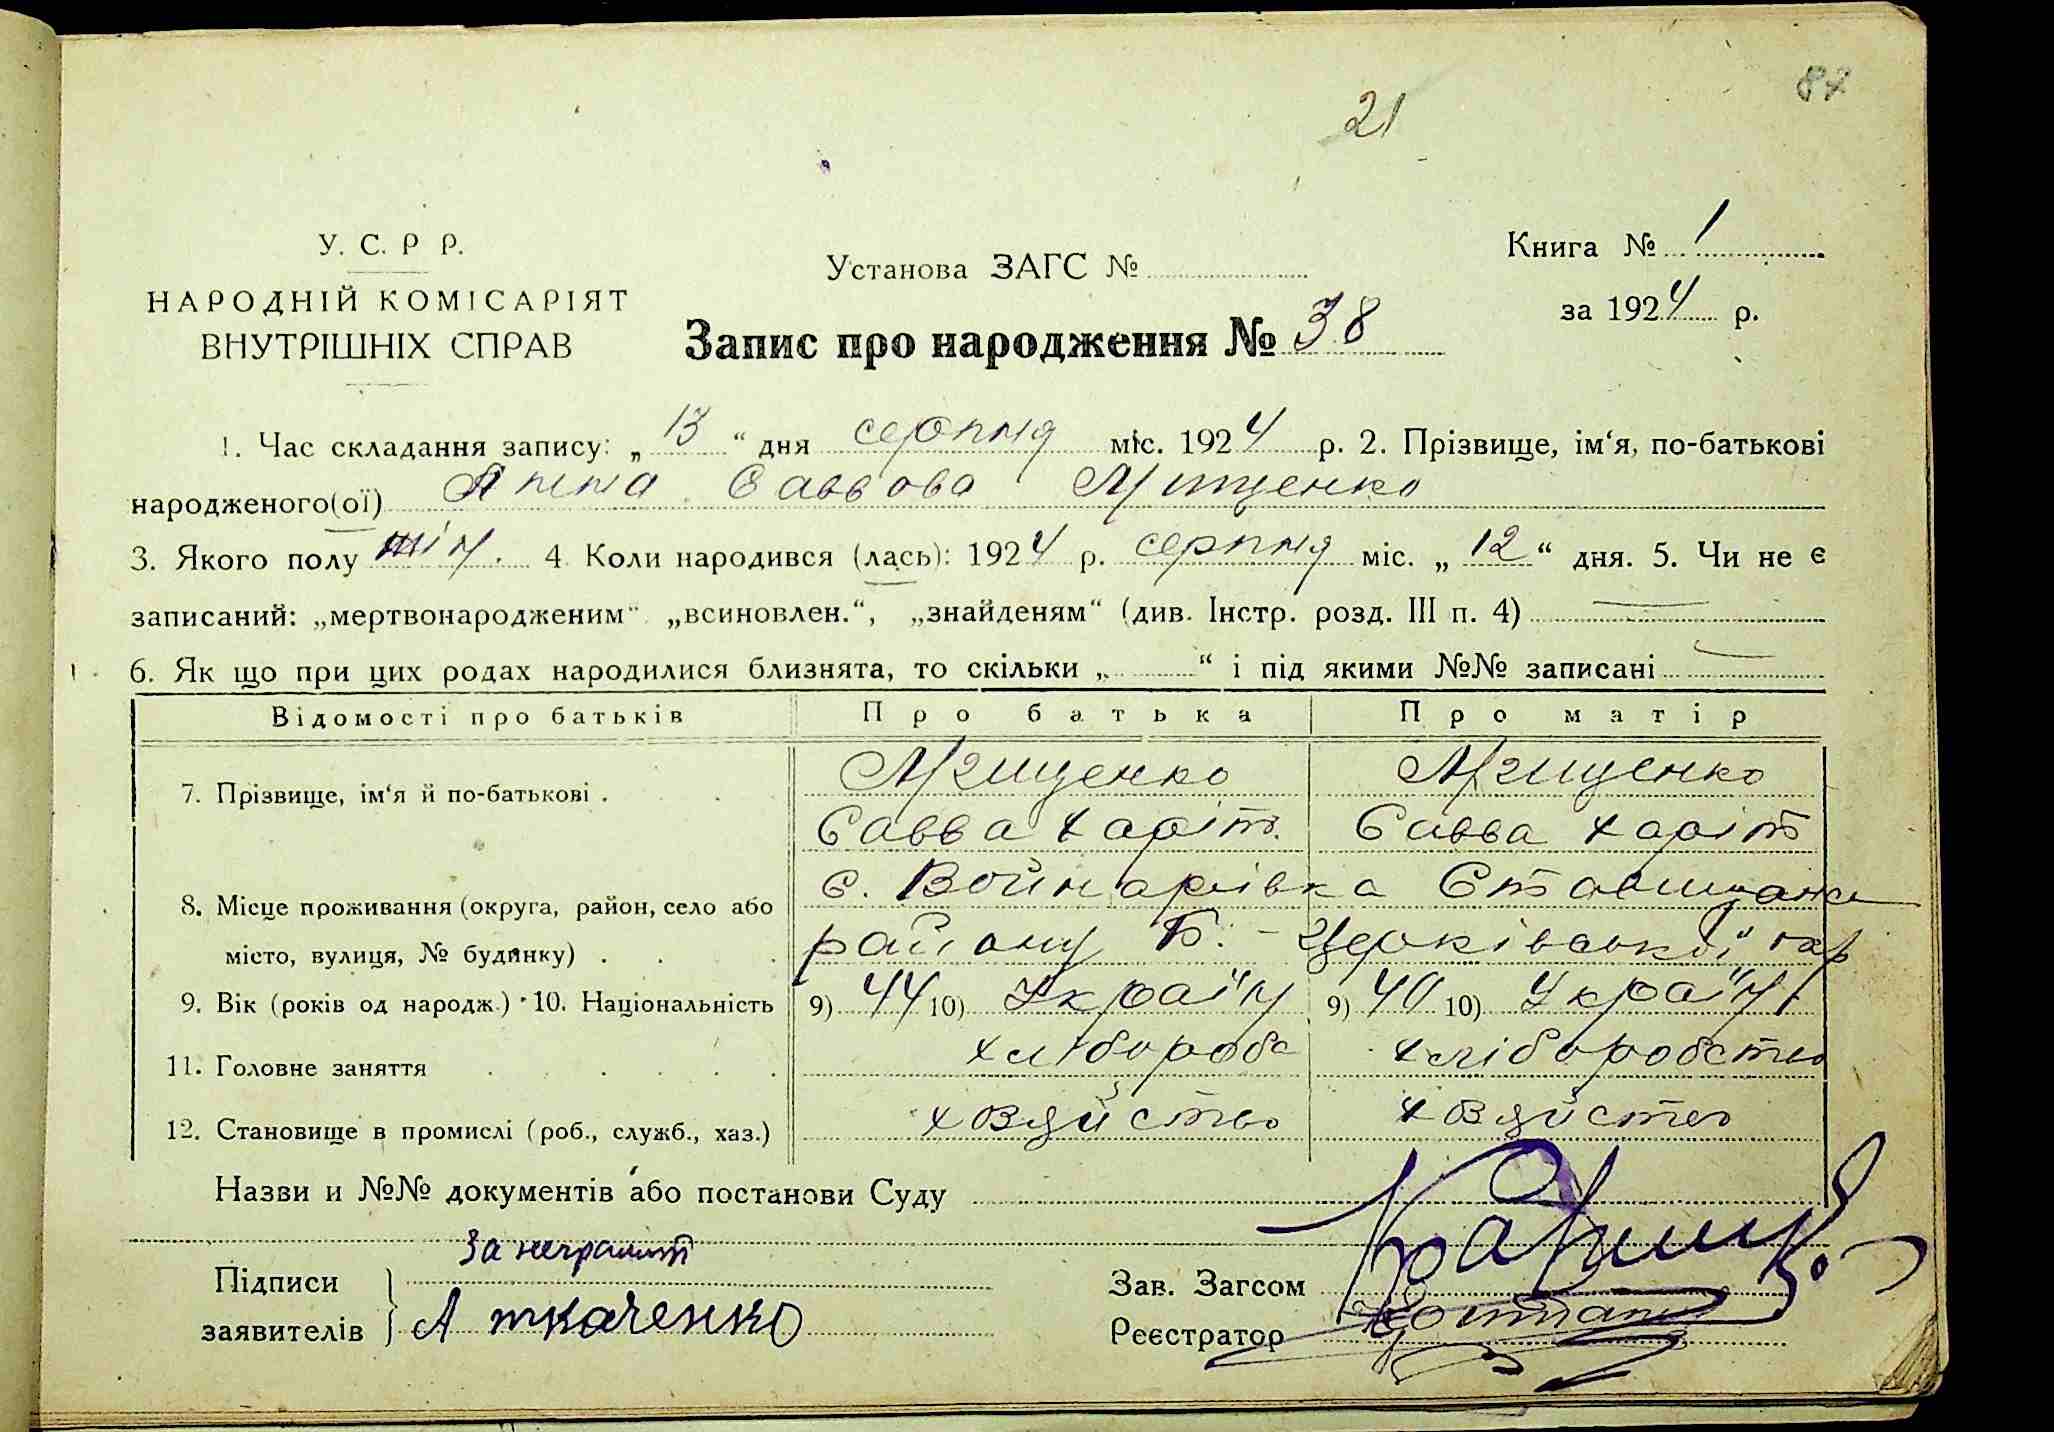 21
87
У. С. Р Р.
НАРОДНІЙ КОМІСАРІЯТ
ВНУТРІШНІХ СПРАВ
Установа ЗАГС №
Запис про народження № 38
Книга № 1
за 1924 р.
1. Час складання запису: „ 13 “ дня серпня міс. 1924 р. 2. Прізвище, ім‘я, по-батькові
народженого(ої) Анна Савова Мищенко
3. Якого полу жін. 4 Коли народився (лась): 1924 р. серпня міс. „ 12 “ дня. 5. Чи не є
записаний: „мертвонародженим“ „всиновлен.“, „знайденям“ (див. Інстр. розд. III п. 4)
6. Як що при цих родах народилися близнята, то скільки „ “ і під якими №№ записані
Відомості про батьків Про батька Про матір
7. Прізвище, ім‘я й по-батькові . Мищенко Мищенко
Савва Харіт. Савва Харіт
8. Місце проживання (округа, район, село або с. Войнарівка
місто, вулиця, № будинку) . . . району Б.-Церківської окр
9. Вік (років од народж.) 10. Національність 9) 44 10) Україн 9) 40 10) Україн
11. Головне заняття хлібороба хліборобство
12. Становище в промислі (роб., служб., хаз.) хозяйство хозяйство
Назви и №№ документів або постанови Суду
За неграмот
Підписи
заявителів А ткаченко
Зав. Загсом
Реєстратор